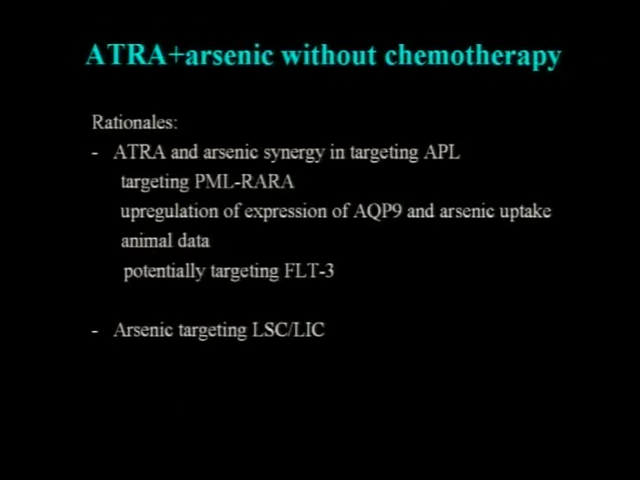 ATRA+arsenic without chemotherapy
Rationales:
- ATRA and arsenic synergy in targeting APL
targeting PML-RARA
upregulation of expression of AQP9 and arsenic uptake
animal data
potentially targeting FLT-3
- Arsenic targeting LSC/LIC